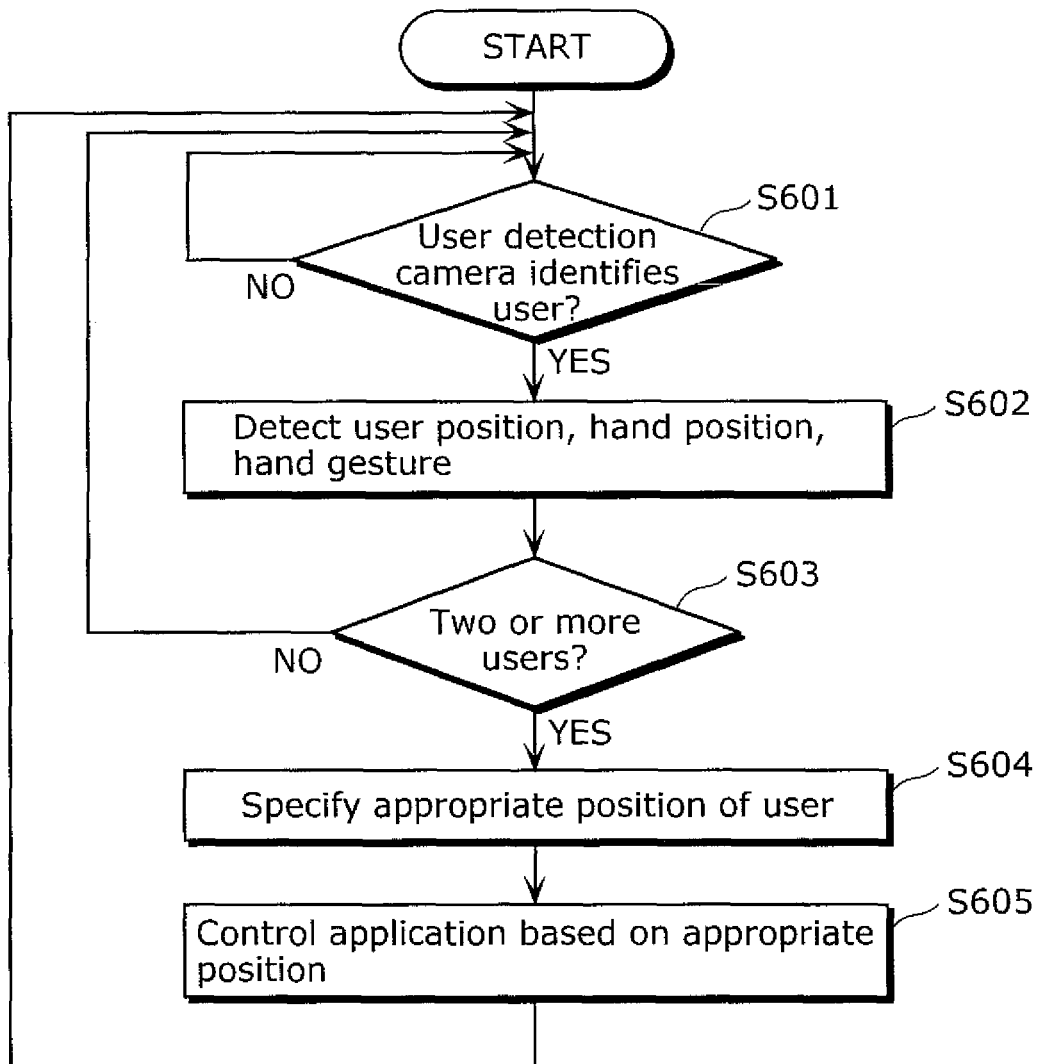 START
S601
User detection
camera identifies
user?
NO
YES
S602
Detect user position, hand position,
hand gesture
S603
Two or more
users?
NO
YES
S604
Specify appropriate position of user
S605
Control application based on appropriate
position